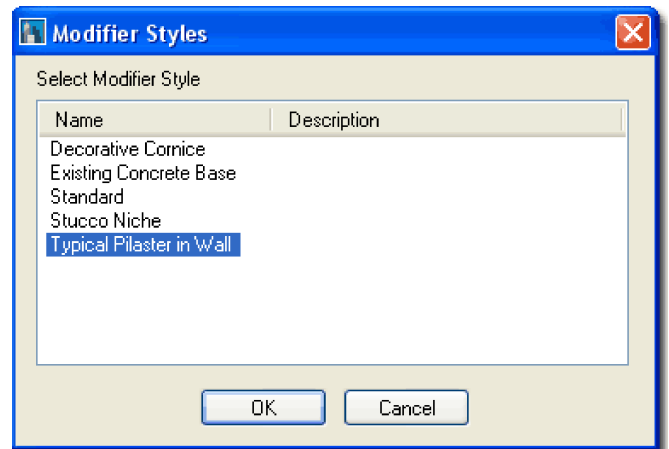 Modifier Styles
Select Modifier Style
Name Description
Decorative Cornice
Existing Concrete Base
Standard
Stucco Niche
Typical Pilaster in Wall
OK Cancel